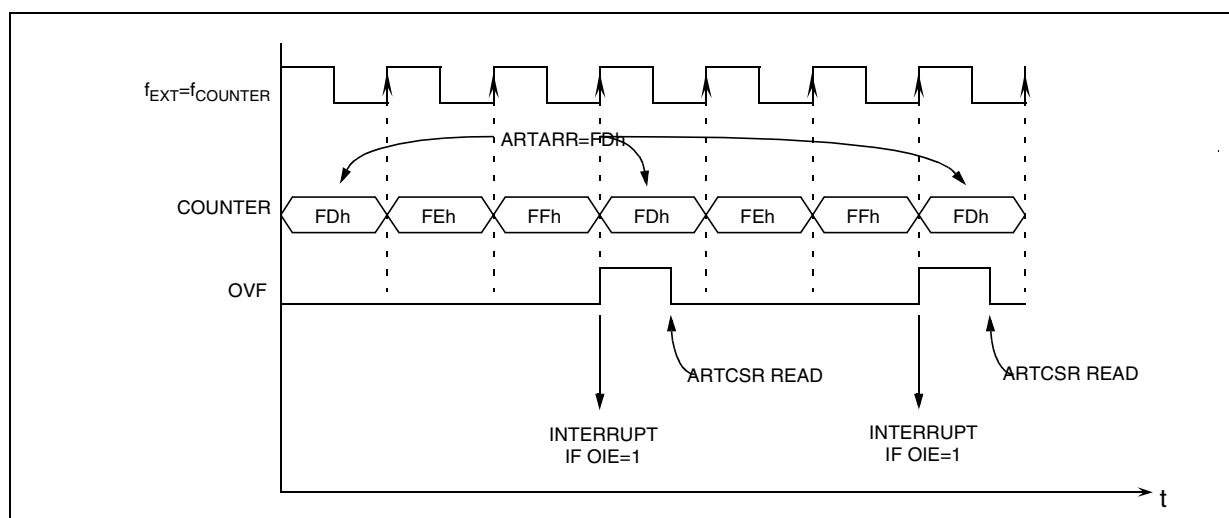 fEXT=fCOUNTER
ARTARR=FDh
COUNTER
FDh FEh FFh FDh FEh FFh FDh
OVF
ARTCSR READ
ARTCSR READ
INTERRUPT
IF OIE=1
INTERRUPT
IF OIE=1
t